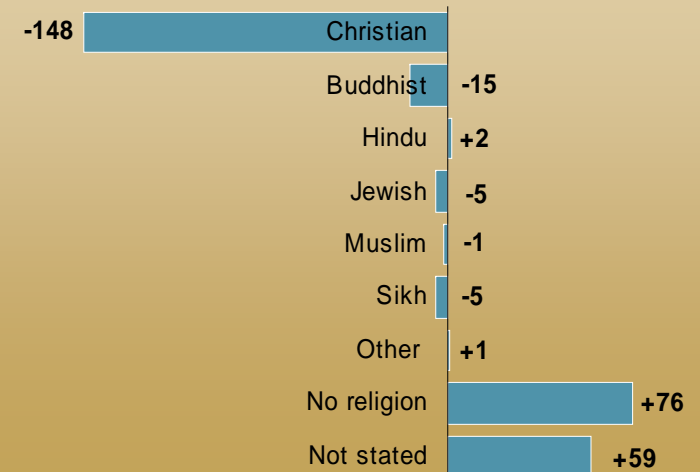 -148 Christian
Buddhist -15
Hindu +2
Jewish -5
Muslim -1
Sikh -5
Other +1
No religion +76
Not stated +59